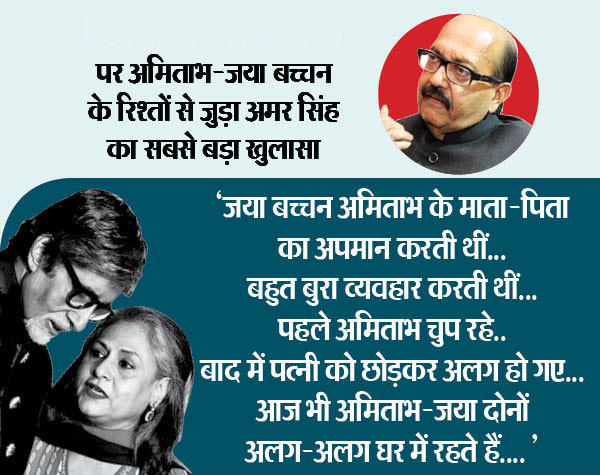 पर अमिताभ-जया बच्चन
के रिश्तों से जुड़ा अमर सिंह
का सबसे बड़ा खुलासा
‘जया बच्चन अमिताभ के माता-पिता
का अपमान करती थीं...
बहुत बुरा व्यवहार करती थीं...
पहले अमिताभ चुप रहे..
बाद में पत्नी को छोड़कर अलग हो गए...
आज भी अमिताभ-जया दोनों
अलग-अलग घर में रहते हैं.... ’